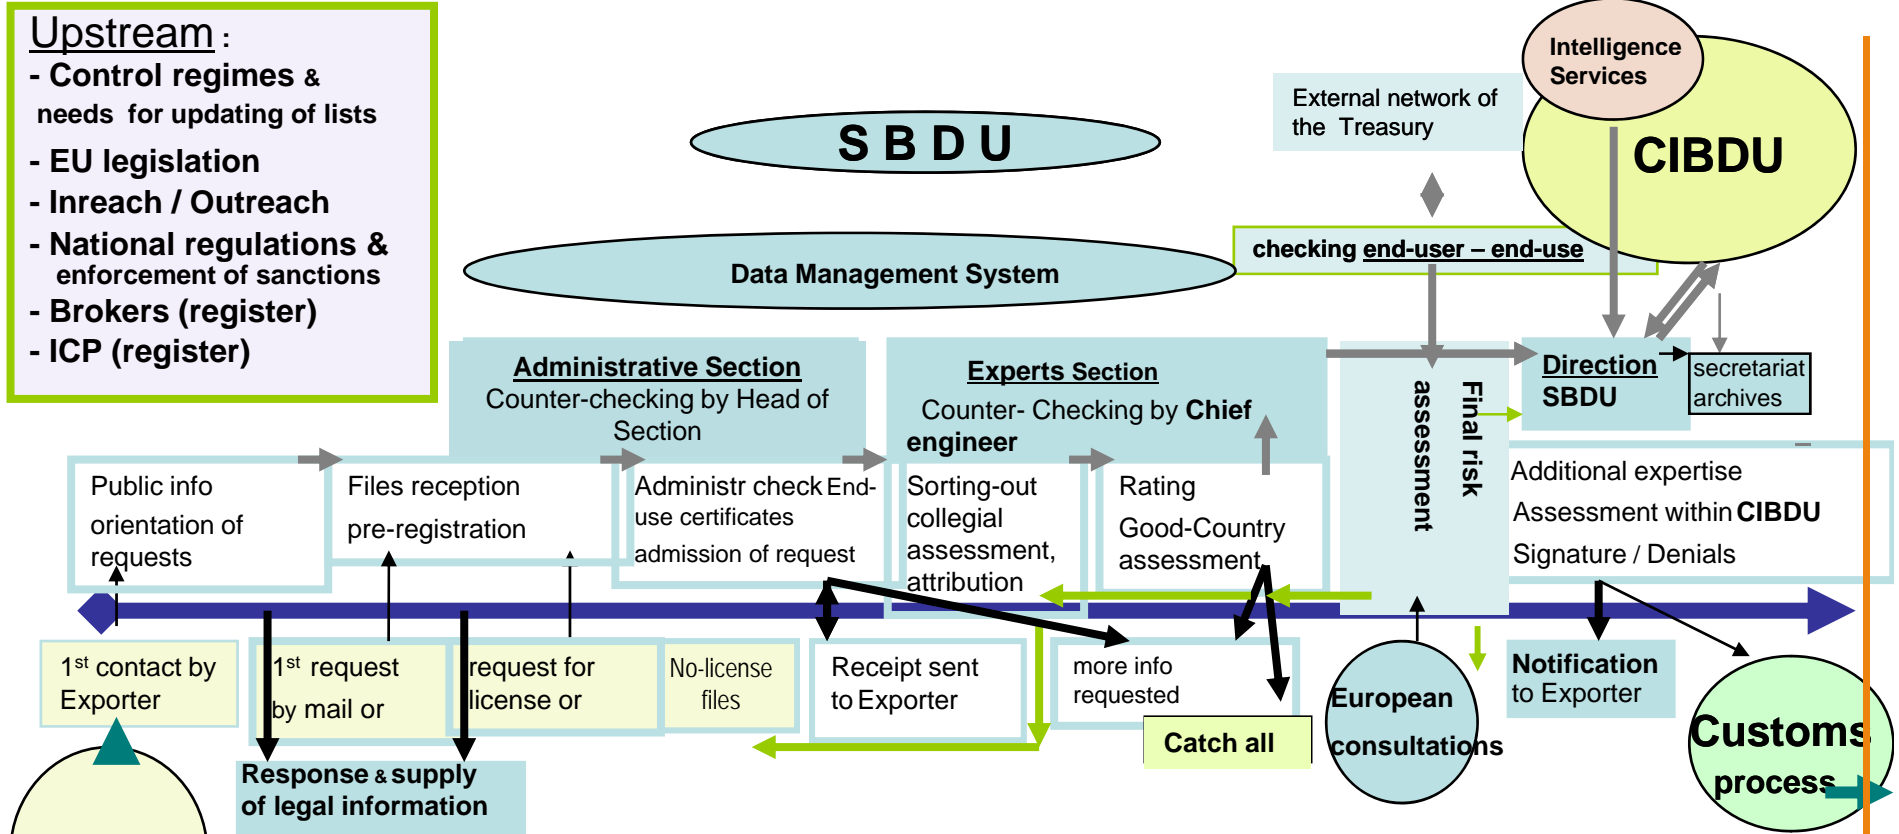 Upstream :
- Control regimes &
needs for updating of lists
- EU legislation
- Inreach / Outreach
- National regulations &
enforcement of sanctions
- Brokers (register)
- ICP (register)
S B D U
Data Management System
External network of
the Treasury
Intelligence
Services
CIBDU
checking end-user – end-use
Administrative Section
Counter-checking by Head of
Section
Experts Section
Counter- Checking by Chief
engineer
Final risk
assessment
Direction
SBDU
secretariat
archives
Public info
orientation of
requests
Files reception
pre-registration
Administr check End-
use certificates
admission of request
Sorting-out
collegial
assessment,
attribution
Rating
Good-Country
assessment
Additional expertise
Assessment within CIBDU
Signature / Denials
1st contact by
Exporter
1st request
by mail or
request for
license or
No-license
files
Receipt sent
to Exporter
more info
requested
Catch all
European
consultations
Notification
to Exporter
Customs
process
Response & supply
of legal information